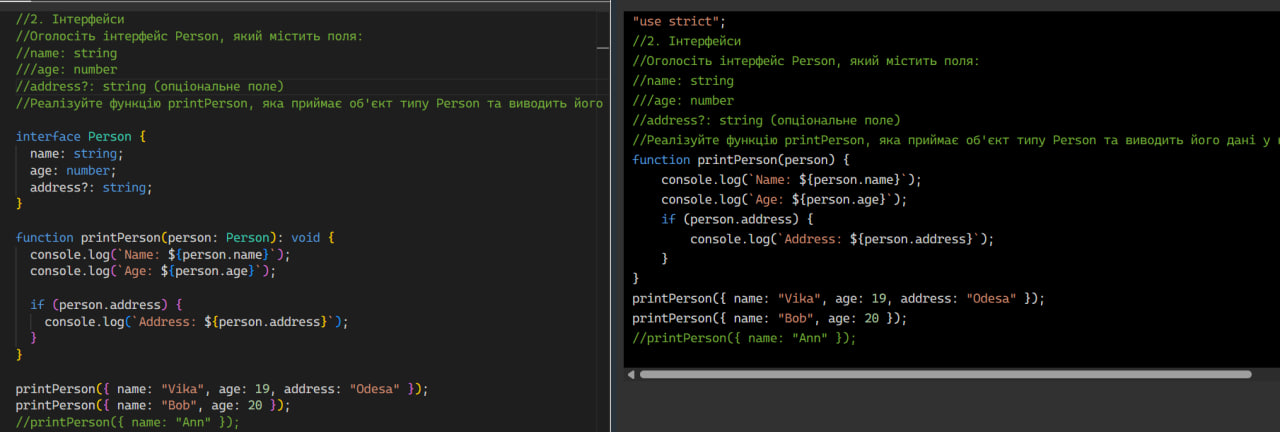 //2. Інтерфейси
//Оголосіть інтерфейс Person, який містить поля:
//name: string
///age: number
//address?: string (опціональне поле)
//Реалізуйте функцію printPerson, яка приймає об'єкт типу Person та виводить його
interface Person {
name: string;
age: number;
address?: string;
}
function printPerson(person: Person): void {
console.log(`Name: ${person.name}`);
console.log(`Age: ${person.age}`);
if (person.address) {
console.log(`Address: ${person.address}`);
}
}
printPerson({ name: "Vika", age: 19, address: "Odesa" });
printPerson({ name: "Bob", age: 20 });
//printPerson({ name: "Ann" });
"use strict";
//2. Інтерфейси
//Оголосіть інтерфейс Person, який містить поля:
//name: string
///age: number
//address?: string (опціональне поле)
//Реалізуйте функцію printPerson, яка приймає об'єкт типу Person та виводить його дані у
function printPerson(person) {
console.log(`Name: ${person.name}`);
console.log(`Age: ${person.age}`);
if (person.address) {
console.log(`Address: ${person.address}`);
}
}
printPerson({ name: "Vika", age: 19, address: "Odesa" });
printPerson({ name: "Bob", age: 20 });
//printPerson({ name: "Ann" });